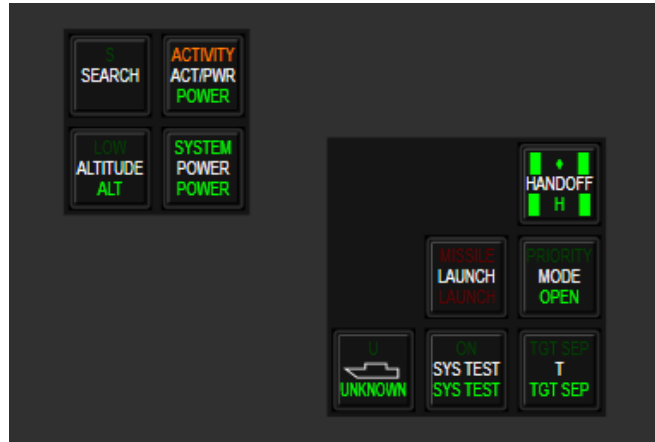 S
SEARCH
ACTIVITY
ACT/PWR
POWER
LOW
ALTITUDE
ALT
SYSTEM
POWER
POWER
HANDOFF
H
MISSILE
LAUNCH
LAUNCH
PRIORITY
MODE
OPEN
U
UNKNOWN
ON
SYS TEST
SYS TEST
TGT SEP
T
TGT SEP